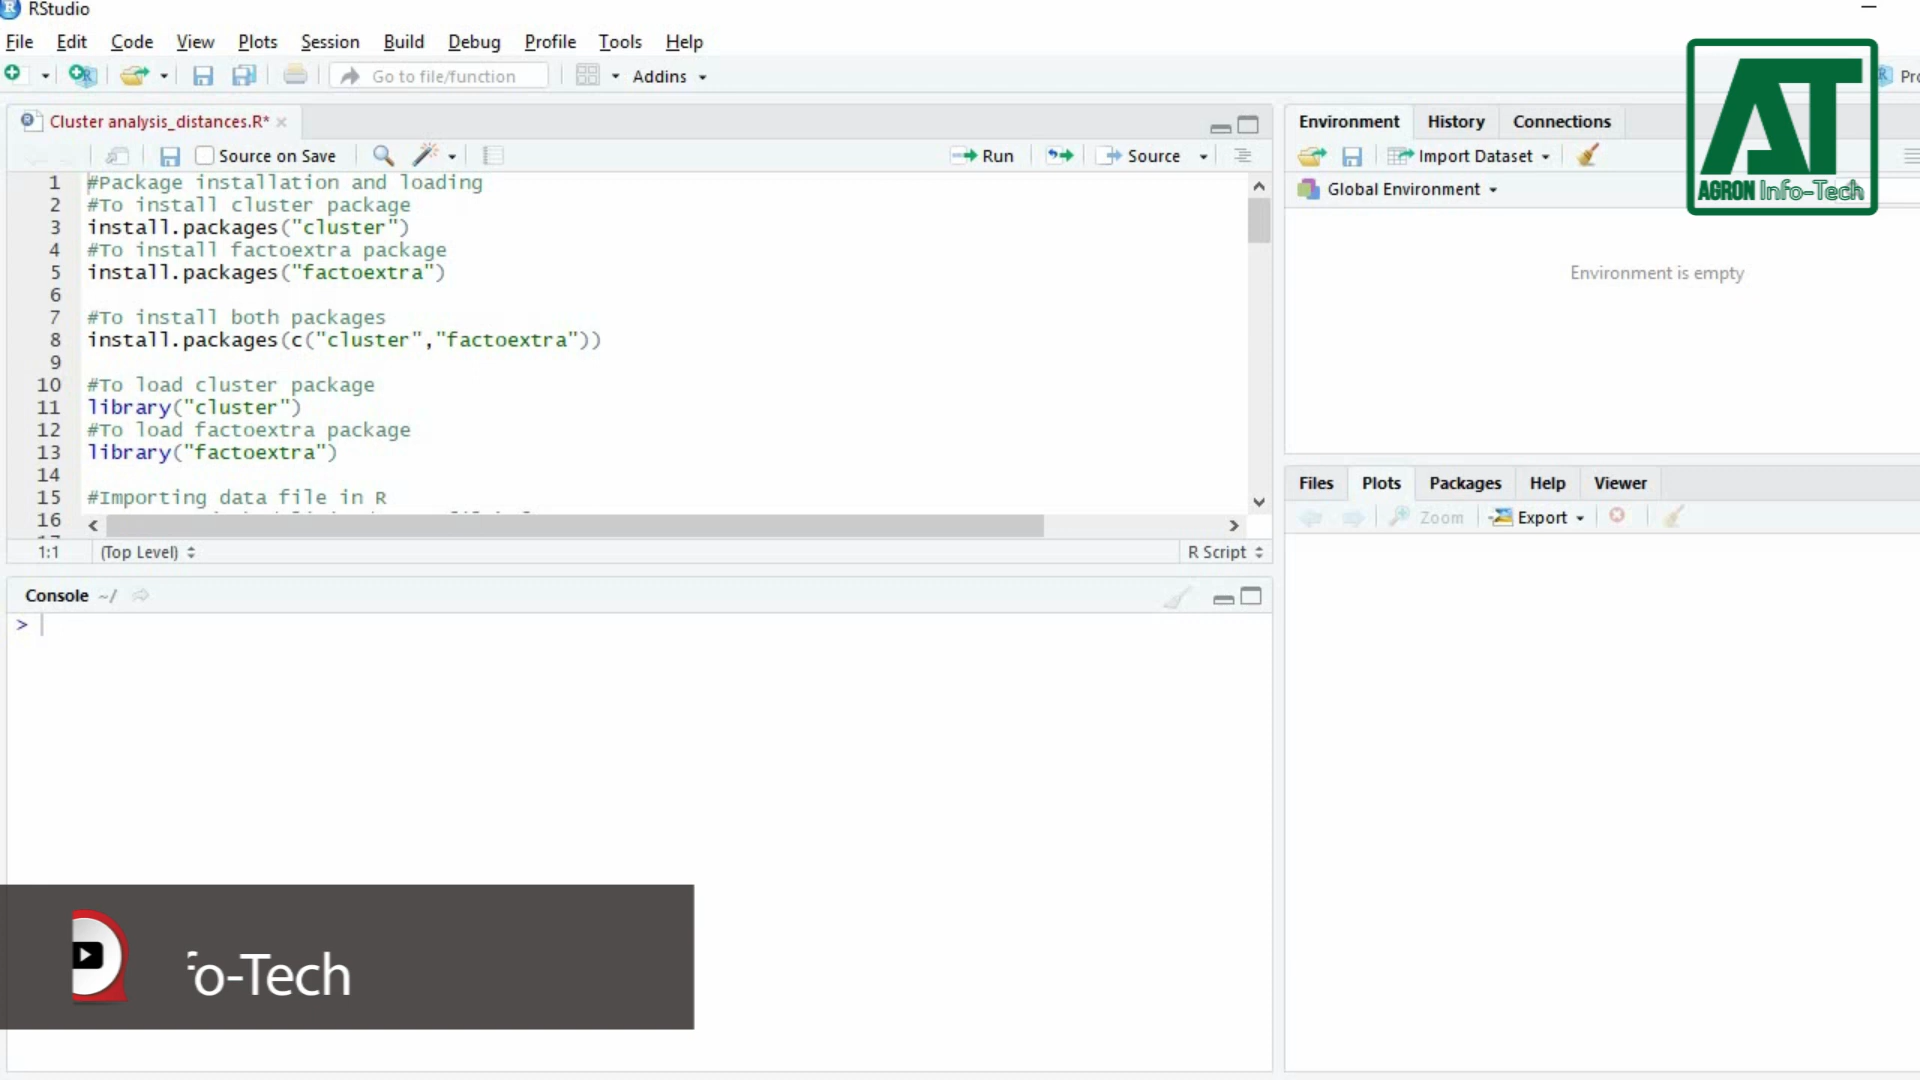 RStudio
File Edit Code View Plots Session Build Debug Profile Tools Help
Go to file/function Addins
Cluster analysis_distances.R*
Source on Save Run Source
1 #Package installation and loading
2 #To install cluster package
3 install.packages("cluster")
4 #To install factoextra package
5 install.packages("factoextra")
6
7 #To install both packages
8 install.packages(c("cluster","factoextra"))
9
10 #To load cluster package
11 library("cluster")
12 #To load factoextra package
13 library("factoextra")
14
15 #Importing data file in R
16
1:1 (Top Level) R Script
Console ~/
>
Environment History Connections
Import Dataset
Global Environment
Environment is empty
Files Plots Packages Help Viewer
Zoom Export
AT
AGRON Info-Tech
fo-Tech